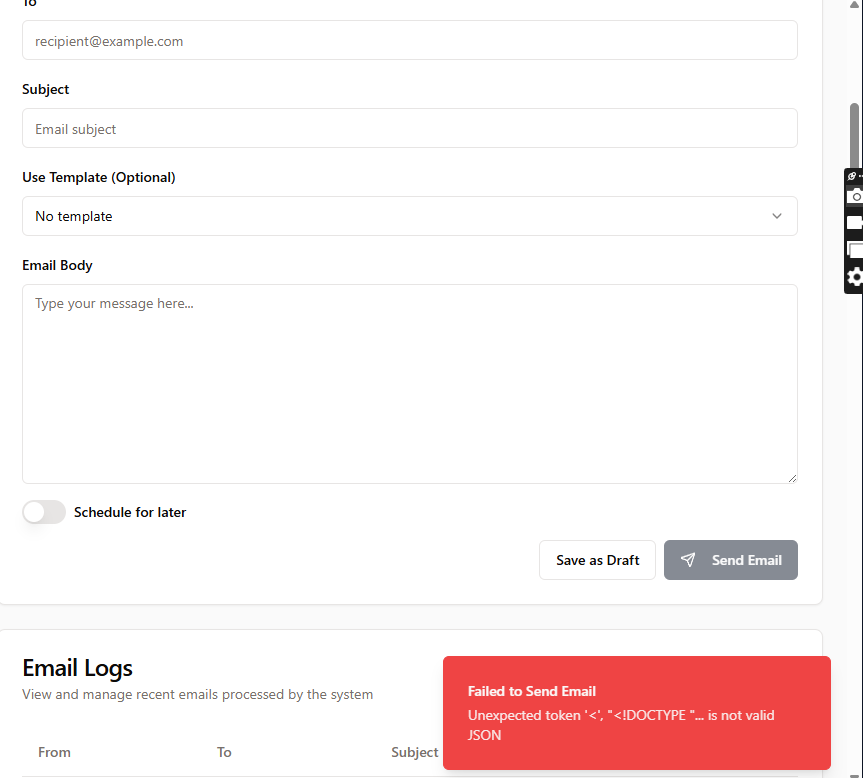 To
recipient@example.com
Subject
Email subject
Use Template (Optional)
No template
Email Body
Type your message here...
Schedule for later
Save as Draft
Send Email
Email Logs
View and manage recent emails processed by the system
From To Subject
Failed to Send Email
Unexpected token '<', "<!DOCTYPE "... is not valid
JSON